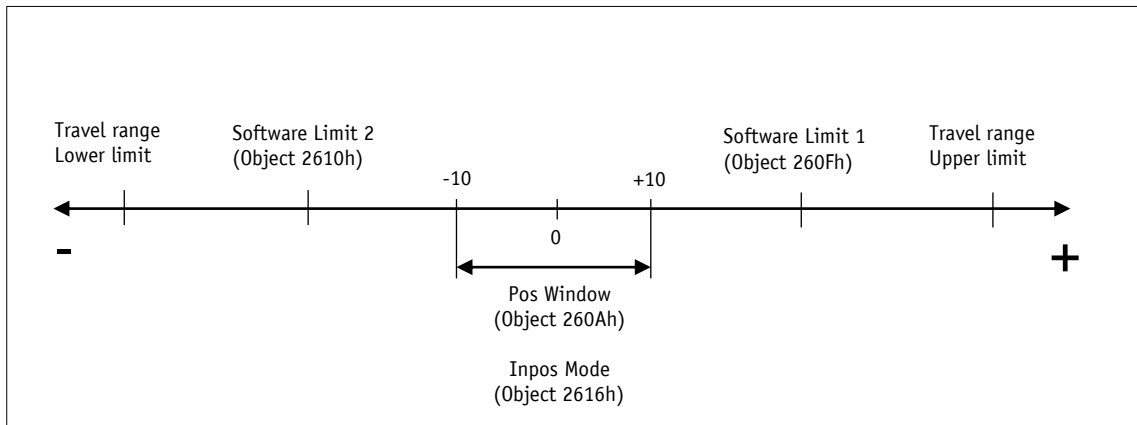 Travel range
Lower limit
Software Limit 2
(Object 2610h)
-10
+10
Software Limit 1
(Object 260Fh)
Travel range
Upper limit
0
-
+
Pos Window
(Object 260Ah)
Inpos Mode
(Object 2616h)